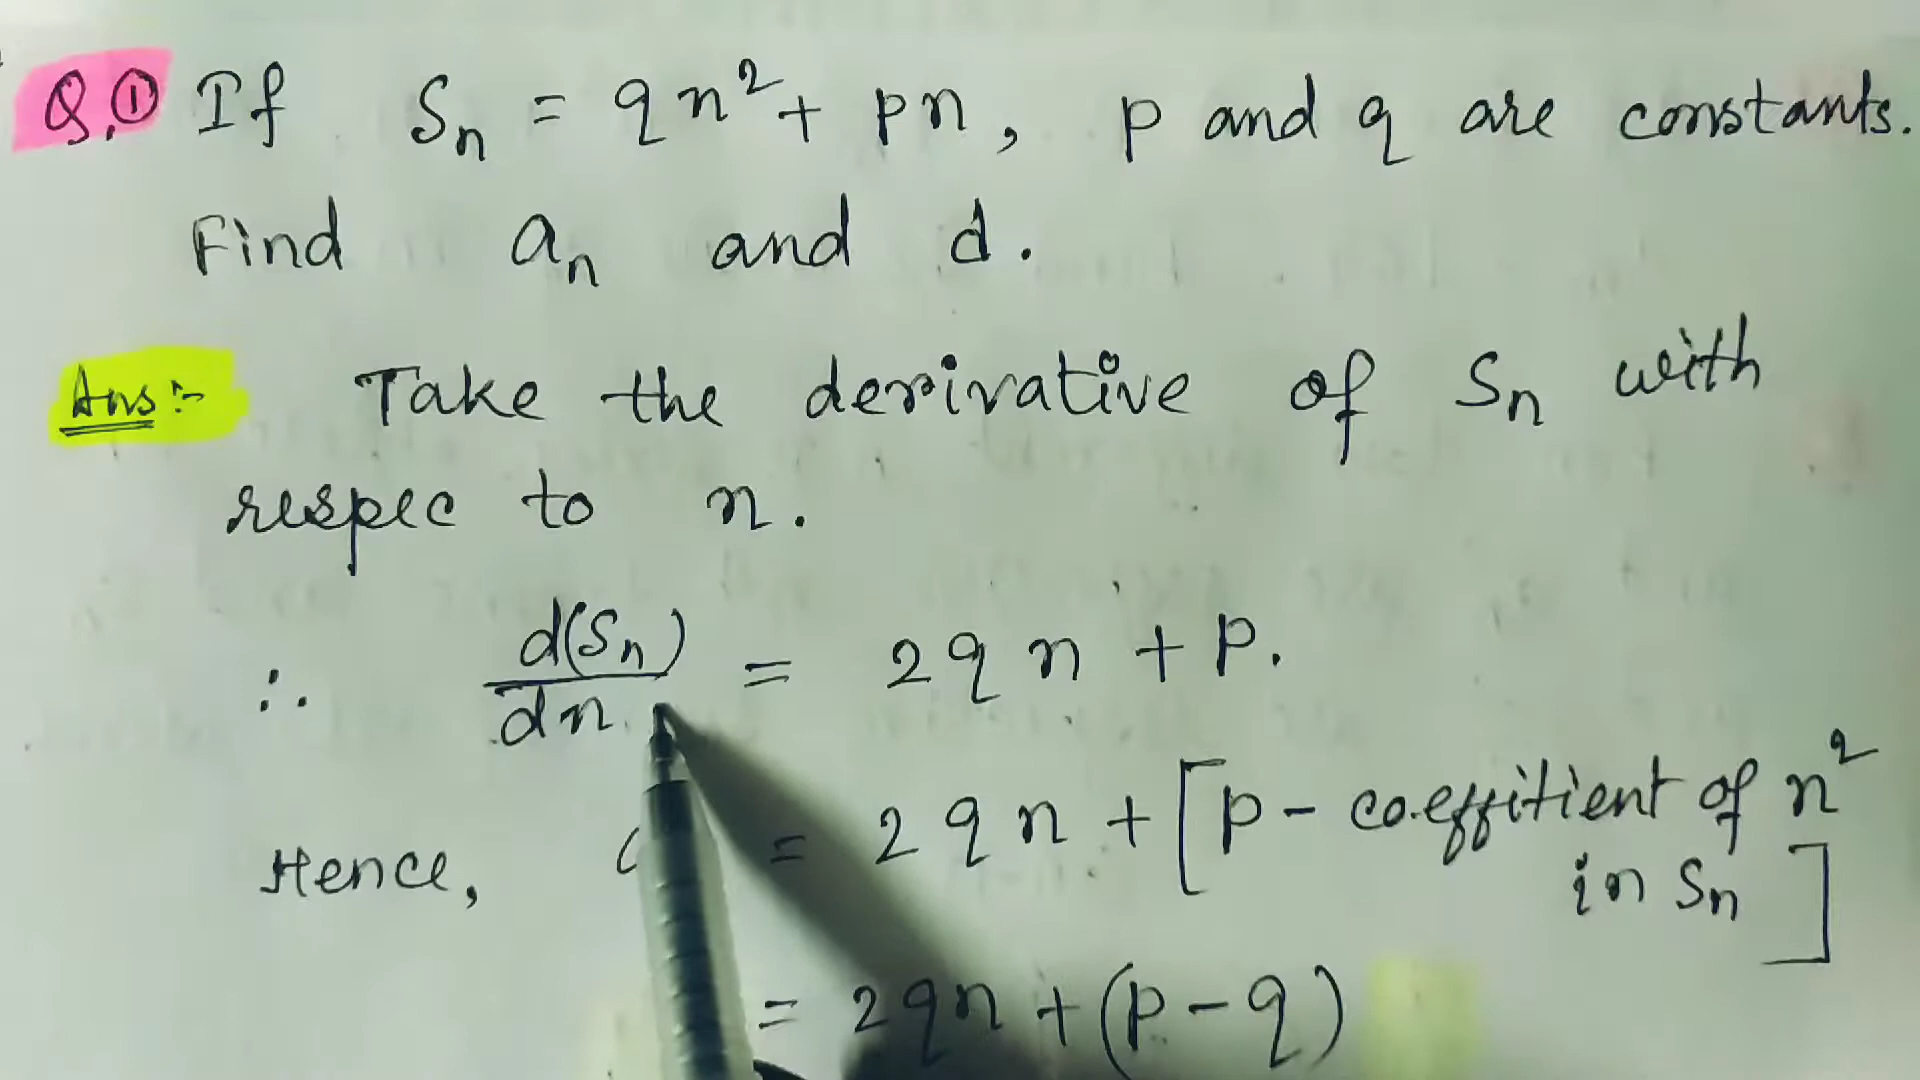 Q.① If Sn = qn² + pn, p and q are constants.
Find an and d.
Ans:- Take the derivative of Sn with
respec to n.
∴ d(Sn)/dn = 2qn + p.
Hence, = 2qn + [p - coeffitient of n²
in Sn]
= 2qn + (p - q)